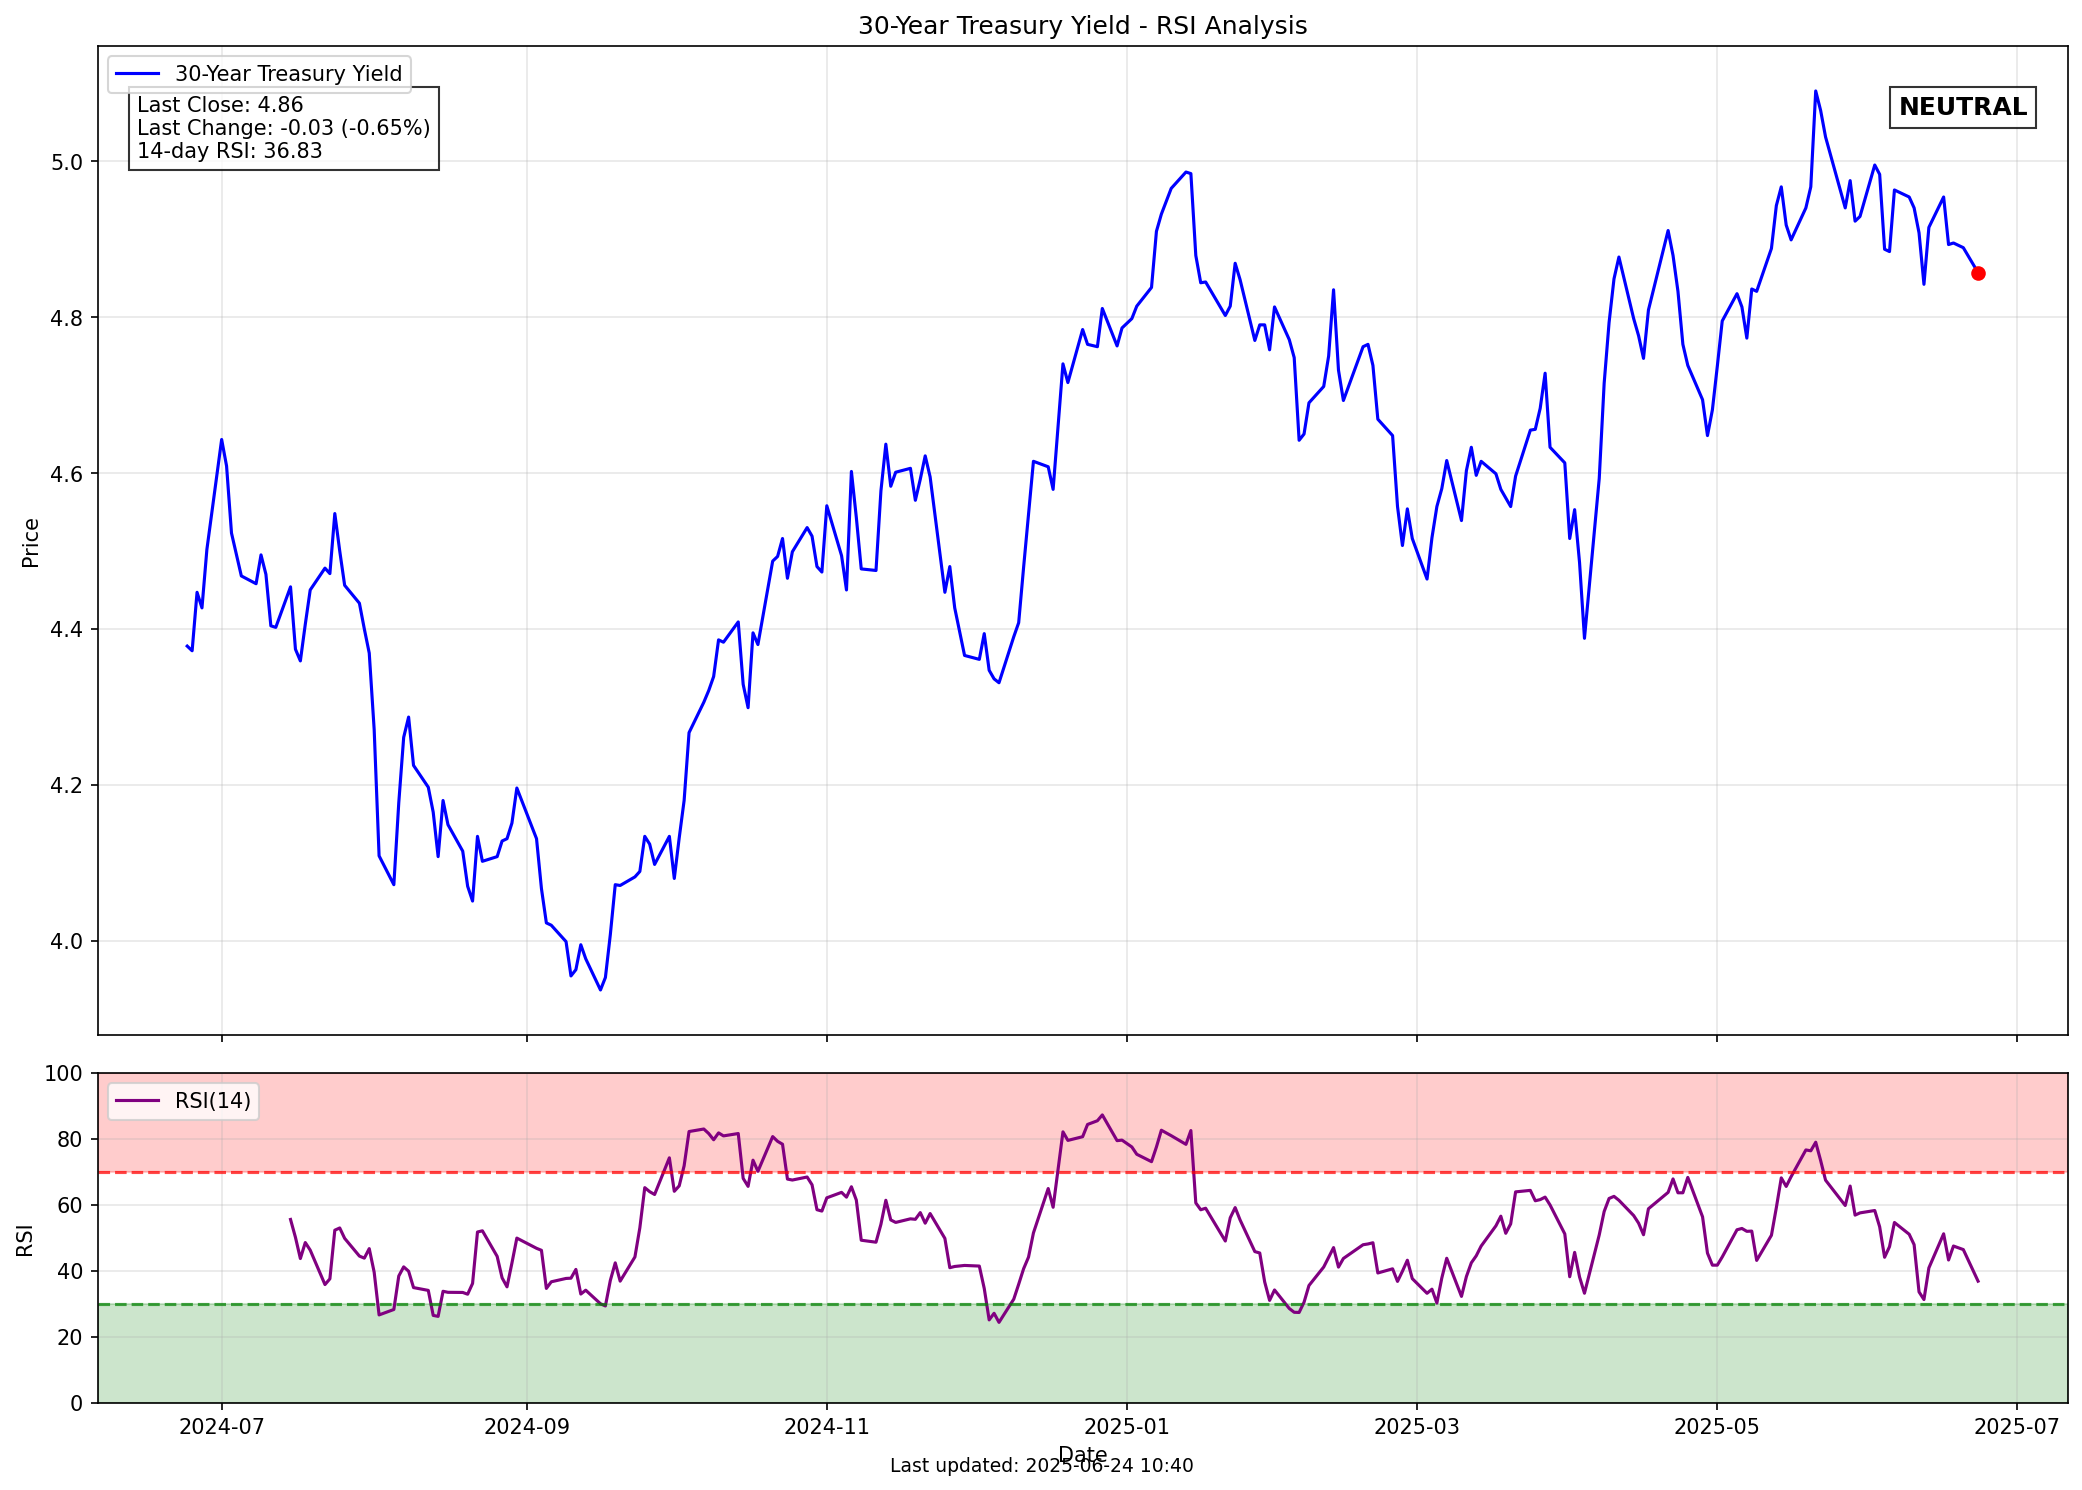 30-Year Treasury Yield - RSI Analysis
30-Year Treasury Yield
Last Close: 4.86
Last Change: -0.03 (-0.65%)
14-day RSI: 36.83
NEUTRAL
5.0
4.8
4.6
4.4
4.2
4.0
Price
RSI(14)
100
80
60
40
20
0
RSI
2024-07
2024-09
2024-11
2025-01
2025-03
2025-05
2025-07
Date
Last updated: 2025-06-24 10:40